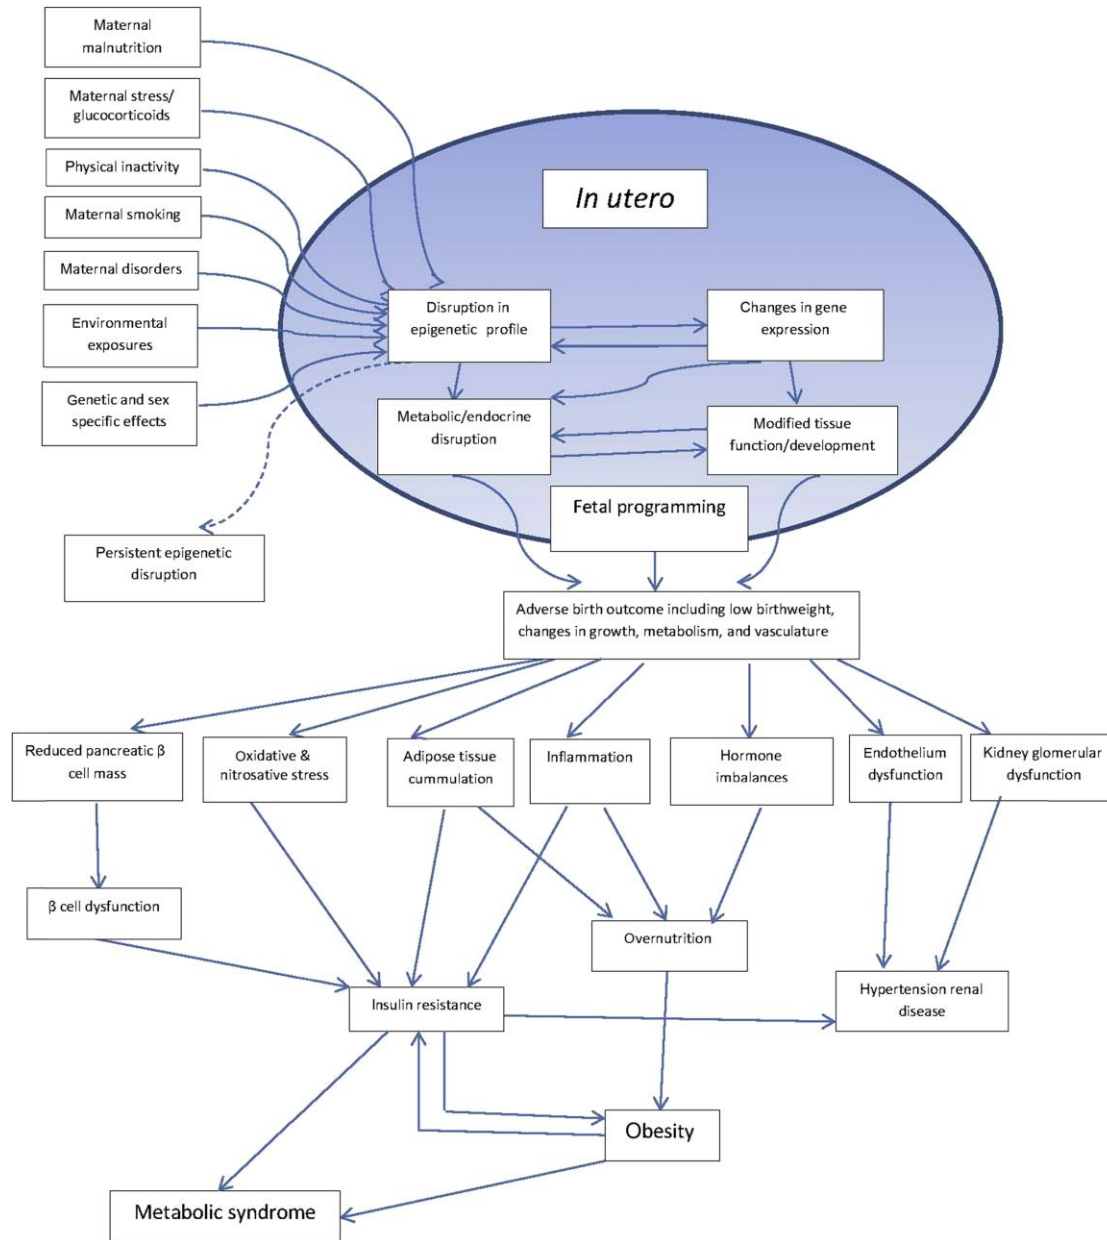 Maternal
malnutrition
Maternal stress/
glucocorticoids
Physical inactivity
Maternal smoking
Maternal disorders
Environmental
exposures
Genetic and sex
specific effects
In utero
Disruption in
epigenetic profile
Changes in gene
expression
Metabolic/endocrine
disruption
Modified tissue
function/development
Fetal programming
Persistent epigenetic
disruption
Adverse birth outcome including low birthweight,
changes in growth, metabolism, and vasculature
Reduced pancreatic β
cell mass
Oxidative &
nitrosative stress
Adipose tissue
cummulation
Inflammation
Hormone
imbalances
Endothelium
dysfunction
Kidney glomerular
dysfunction
β cell dysfunction
Overnutrition
Insulin resistance
Hypertension renal
disease
Obesity
Metabolic syndrome